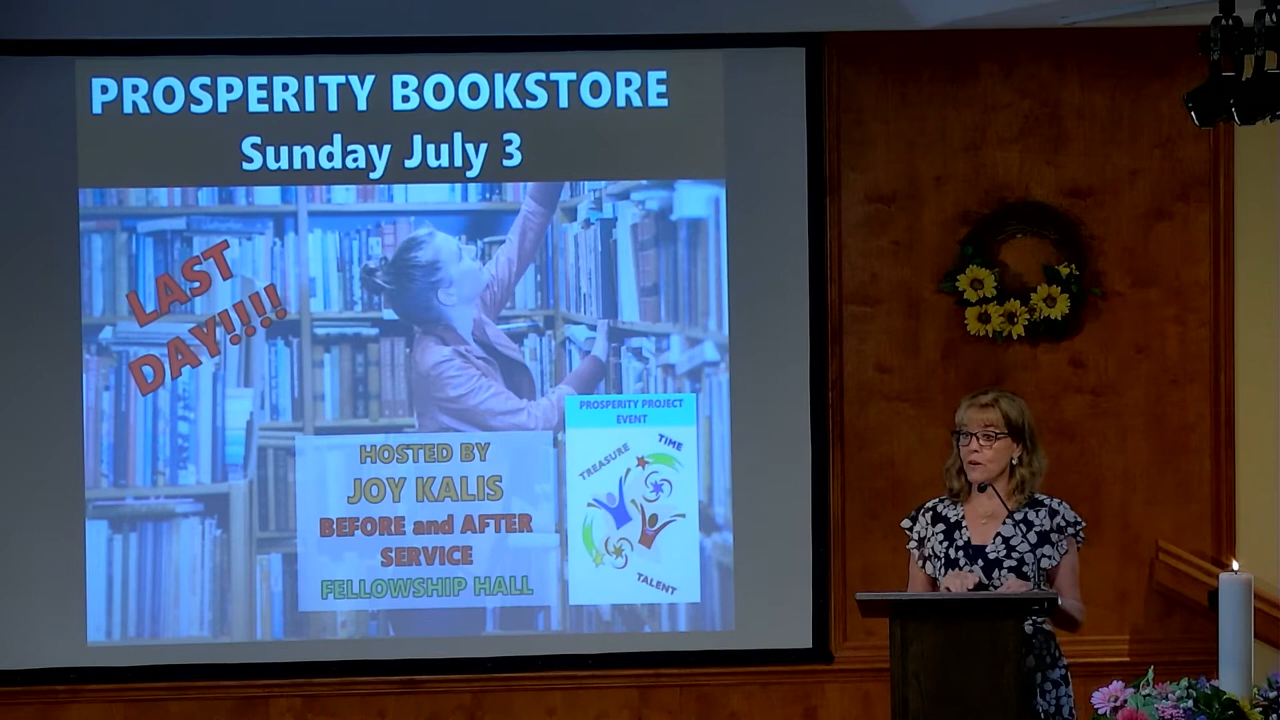 PROSPERITY BOOKSTORE
Sunday July 3
LAST
DAY!!!!
HOSTED BY
JOY KALIS
BEFORE and AFTER
SERVICE
FELLOWSHIP HALL
PROSPERITY PROJECT
EVENT
TREASURE
TIME
TALENT